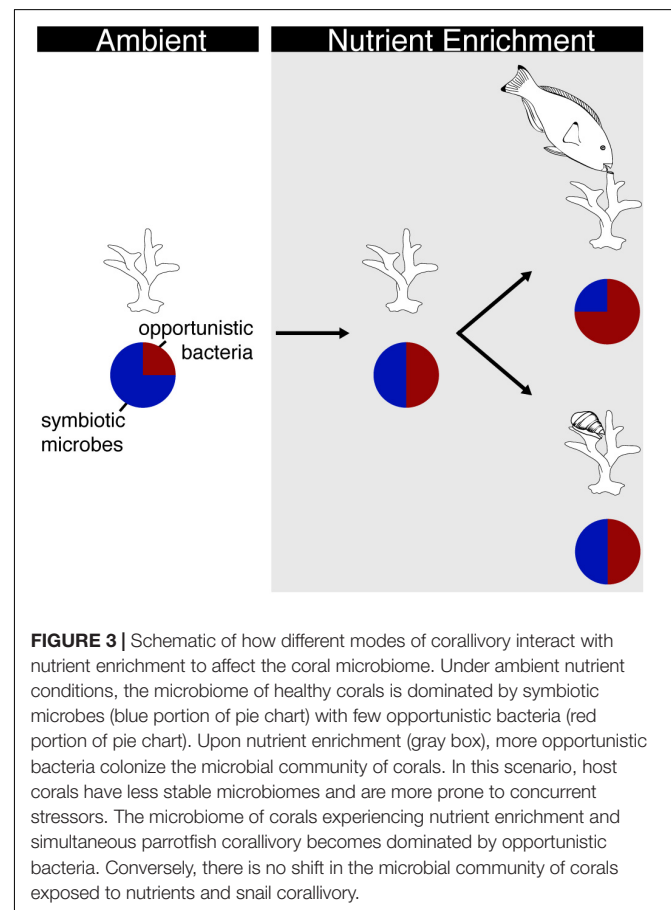 Ambient
Nutrient Enrichment
opportunistic
bacteria
symbiotic
microbes
FIGURE 3 | Schematic of how different modes of corallivory interact with
nutrient enrichment to affect the coral microbiome. Under ambient nutrient
conditions, the microbiome of healthy corals is dominated by symbiotic
microbes (blue portion of pie chart) with few opportunistic bacteria (red
portion of pie chart). Upon nutrient enrichment (gray box), more opportunistic
bacteria colonize the microbial community of corals. In this scenario, host
corals have less stable microbiomes and are more prone to concurrent
stressors. The microbiome of corals experiencing nutrient enrichment and
simultaneous parrotfish corallivory becomes dominated by opportunistic
bacteria. Conversely, there is no shift in the microbial community of corals
exposed to nutrients and snail corallivory.